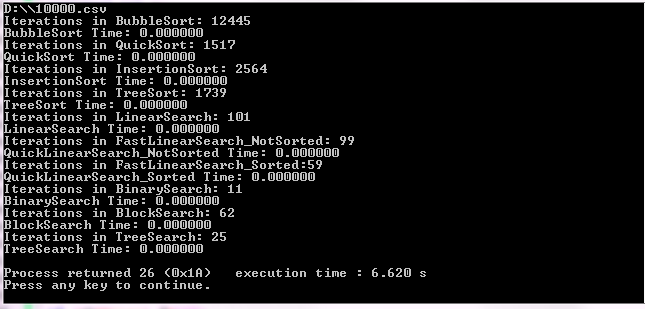 D:\\10000.csv
Iterations in BubbleSort: 12445
BubbleSort Time: 0.000000
Iterations in QuickSort: 1517
QuickSort Time: 0.000000
Iterations in InsertionSort: 2564
InsertionSort Time: 0.000000
Iterations in TreeSort: 1739
TreeSort Time: 0.000000
Iterations in LinearSearch: 101
LinearSearch Time: 0.000000
Iterations in FastLinearSearch_NotSorted: 99
QuickLinearSearch_NotSorted Time: 0.000000
Iterations in FastLinearSearch_Sorted:59
QuickLinearSearch_Sorted Time: 0.000000
Iterations in BinarySearch: 11
BinarySearch Time: 0.000000
Iterations in BlockSearch: 62
BlockSearch Time: 0.000000
Iterations in TreeSearch: 25
TreeSearch Time: 0.000000

Process returned 26 (0x1A)   execution time : 6.620 s
Press any key to continue.